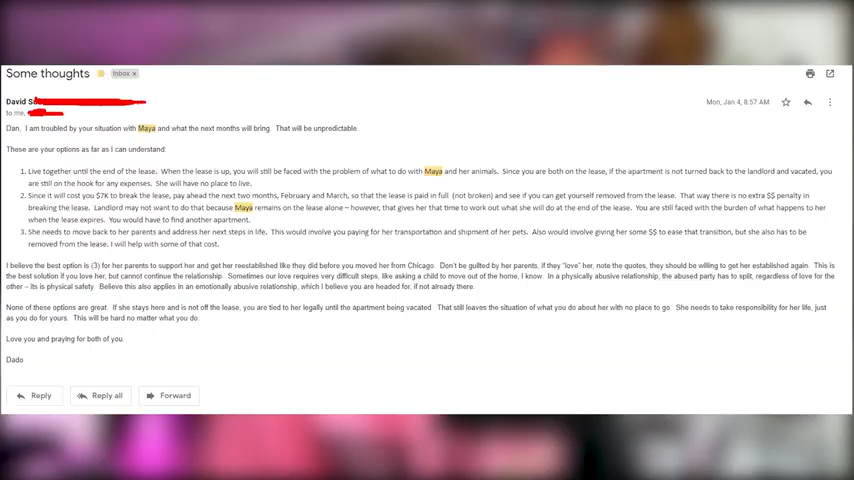 Some thoughts
Inbox ×
David S
Mon, Jan 4, 8:57 AM
to me,
Dan, I am troubled by your situation with Maya and what the next months will bring. That will be unpredictable.
These are your options as far as I can understand:
1. Live together until the end of the lease. When the lease is up, you will still be faced with the problem of what to do with Maya and her animals. Since you are both on the lease, if the apartment is not turned back to the landlord and vacated, you
are still on the hook for any expenses. She will have no place to live.
2. Since it will cost you $7K to break the lease, pay ahead the next two months, February and March, so that the lease is paid in full (not broken) and see if you can get yourself removed from the lease. That way there is no extra $$ penalty in
breaking the lease. Landlord may not want to do that because Maya remains on the lease alone – however, that gives her that time to work out what she will do at the end of the lease. You are still faced with the burden of what happens to her
when the lease expires. You would have to find another apartment.
3. She needs to move back to her parents and address her next steps in life. This would involve you paying for her transportation and shipment of her pets. Also would involve giving her some $$ to ease that transition, but she also has to be
removed from the lease. I will help with some of that cost.
I believe the best option is (3) for her parents to support her and get her reestablished like they did before you moved her from Chicago. Don't be guilted by her parents, if they "love" her, note the quotes, they should be willing to get her established again. This is
the best solution if you love her, but cannot continue the relationship. Sometimes our love requires very difficult steps, like asking a child to move out of the home, I know. In a physically abusive relationship, the abused party has to split, regardless of love for the
other – its is physical safety. Believe this also applies in an emotionally abusive relationship, which I believe you are headed for, if not already there.
None of these options are great. If she stays here and is not off the lease, you are tied to her legally until the apartment being vacated. That still leaves the situation of what you do about her with no place to go. She needs to take responsibility for her life, just
as you do for yours. This will be hard no matter what you do.
Love you and praying for both of you.
Dado
Reply
Reply all
Forward